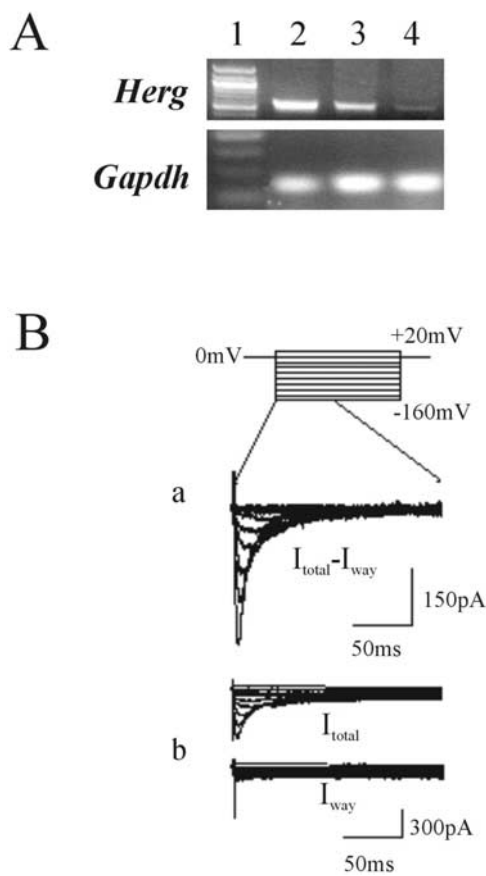 A
1 2 3 4
Herg
Gapdh
B
0mV
+20mV
-160mV
a
Itotal-Iway
150pA
50ms
Itotal
b
Iway
300pA
50ms